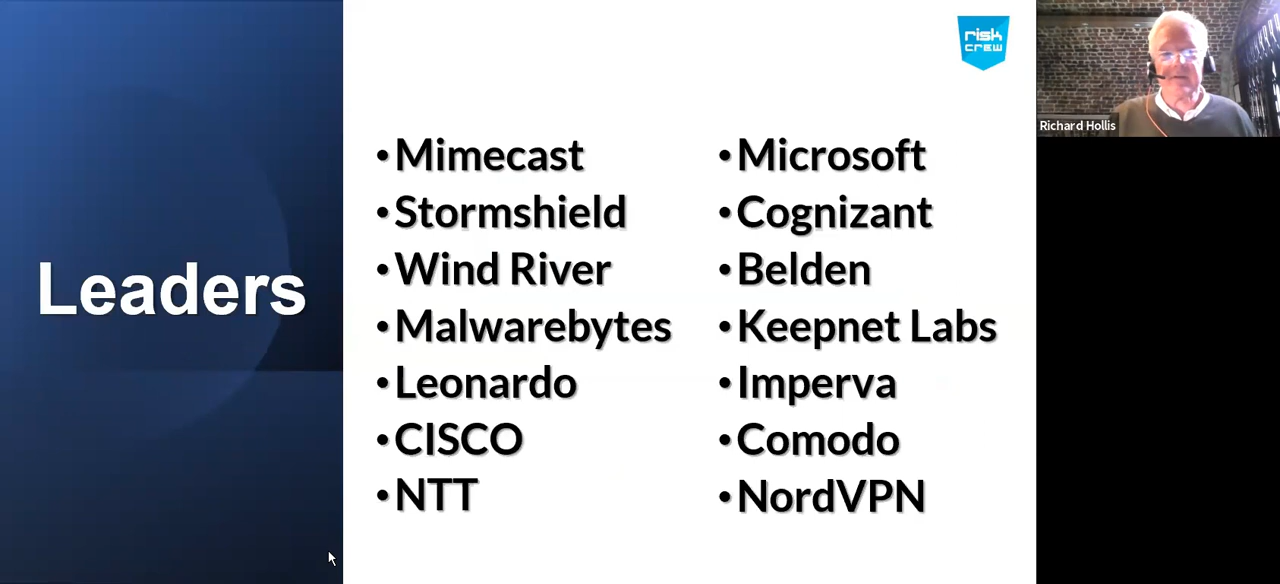 risk
crew
Richard Hollis
Leaders
•Mimecast
•Stormshield
•Wind River
•Malwarebytes
•Leonardo
•CISCO
•NTT
•Microsoft
•Cognizant
•Belden
•Keepnet Labs
•Imperva
•Comodo
•NordVPN